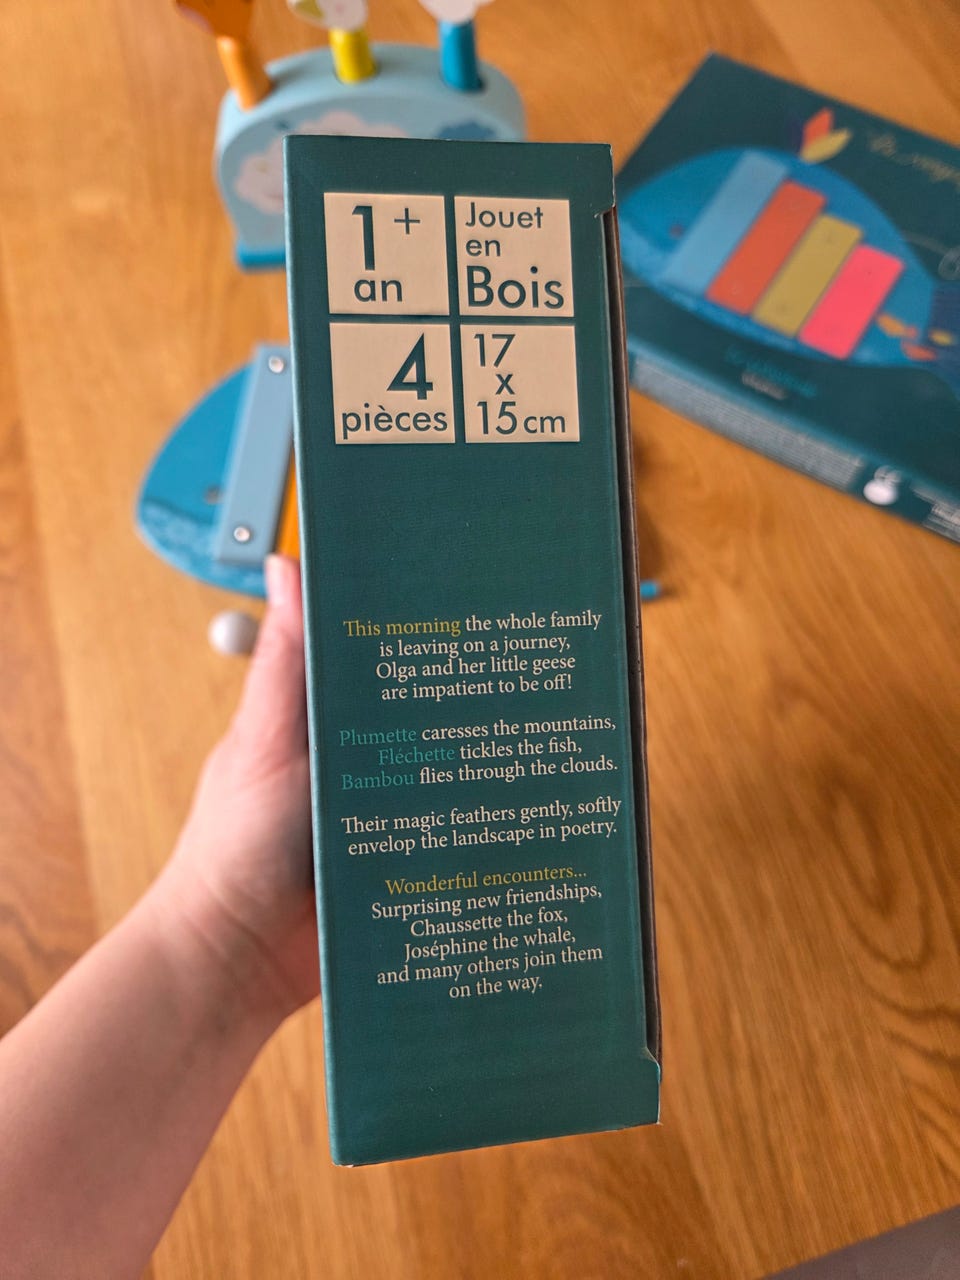 1+
an
Jouet
en
Bois
4
pièces
17
x
15 cm
This morning the whole family
is leaving on a journey,
Olga and her little geese
are impatient to be off!
Plumette caresses the mountains,
Fléchette tickles the fish,
Bambou flies through the clouds.
Their magic feathers gently, softly
envelop the landscape in poetry.
Wonderful encounters...
Surprising new friendships,
Chaussette the fox,
Joséphine the whale,
and many others join them
on the way.